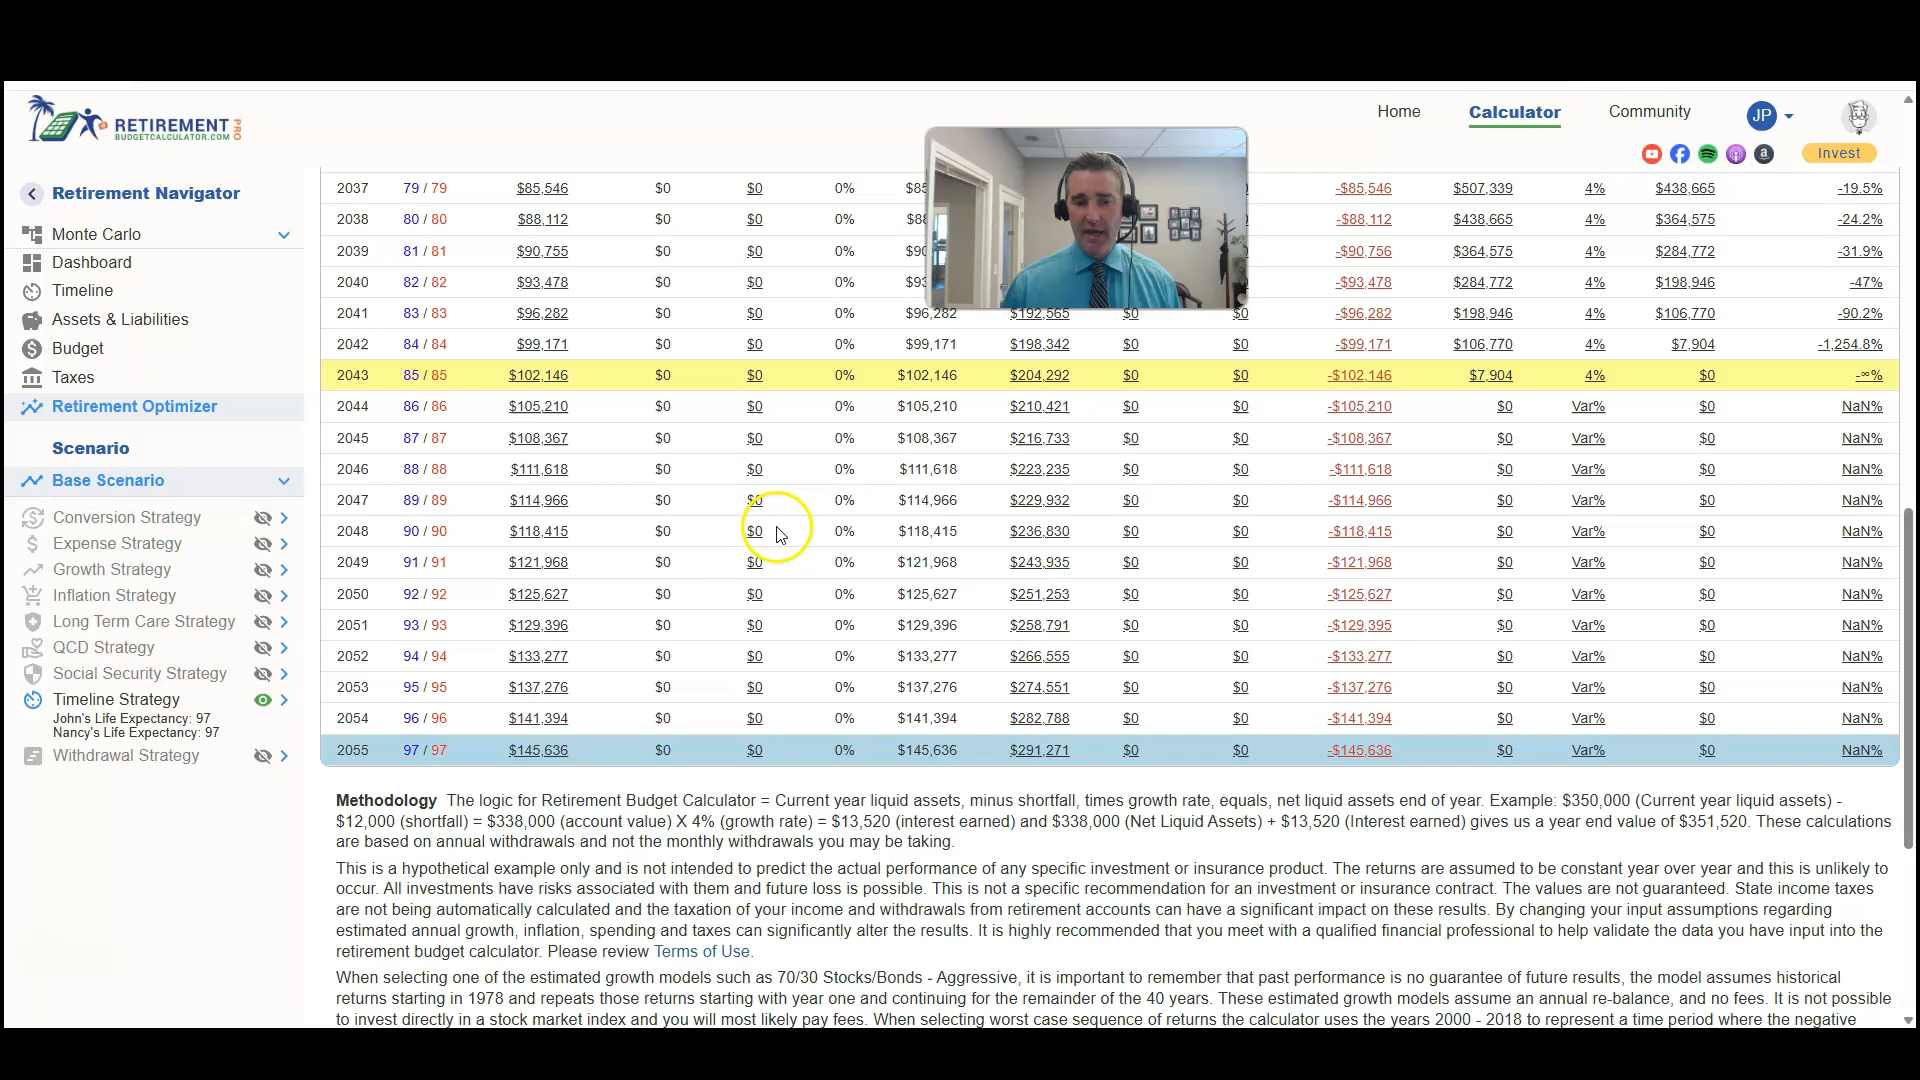 RETIREMENT PRO
BUDGETCALCULATOR.COM
Home Calculator Community JP
a Invest
Retirement Navigator
Monte Carlo
Dashboard
Timeline
Assets & Liabilities
Budget
Taxes
Retirement Optimizer
Scenario
Base Scenario
Conversion Strategy
Expense Strategy
Growth Strategy
Inflation Strategy
Long Term Care Strategy
QCD Strategy
Social Security Strategy
Timeline Strategy
John's Life Expectancy: 97
Nancy's Life Expectancy: 97
Withdrawal Strategy
2037 79 / 79 $85,546 $0 $0 0% -$85,546 $507,339 4% $438,665 -19.5%
2038 80 / 80 $88,112 $0 $0 0% -$88,112 $438,665 4% $364,575 -24.2%
2039 81 / 81 $90,755 $0 $0 0% -$90,756 $364,575 4% $284,772 -31.9%
2040 82 / 82 $93,478 $0 $0 0% -$93,478 $284,772 4% $198,946 -47%
2041 83 / 83 $96,282 $0 $0 0% $96,282 $192,565 $0 $0 -$96,282 $198,946 4% $106,770 -90.2%
2042 84 / 84 $99,171 $0 $0 0% $99,171 $198,342 $0 $0 -$99,171 $106,770 4% $7,904 -1,254.8%
2043 85 / 85 $102,146 $0 $0 0% $102,146 $204,292 $0 $0 -$102,146 $7,904 4% $0 -∞%
2044 86 / 86 $105,210 $0 $0 0% $105,210 $210,421 $0 $0 -$105,210 $0 Var% $0 NaN%
2045 87 / 87 $108,367 $0 $0 0% $108,367 $216,733 $0 $0 -$108,367 $0 Var% $0 NaN%
2046 88 / 88 $111,618 $0 $0 0% $111,618 $223,235 $0 $0 -$111,618 $0 Var% $0 NaN%
2047 89 / 89 $114,966 $0 $0 0% $114,966 $229,932 $0 $0 -$114,966 $0 Var% $0 NaN%
2048 90 / 90 $118,415 $0 $0 0% $118,415 $236,830 $0 $0 -$118,415 $0 Var% $0 NaN%
2049 91 / 91 $121,968 $0 $0 0% $121,968 $243,935 $0 $0 -$121,968 $0 Var% $0 NaN%
2050 92 / 92 $125,627 $0 $0 0% $125,627 $251,253 $0 $0 -$125,627 $0 Var% $0 NaN%
2051 93 / 93 $129,396 $0 $0 0% $129,396 $258,791 $0 $0 -$129,395 $0 Var% $0 NaN%
2052 94 / 94 $133,277 $0 $0 0% $133,277 $266,555 $0 $0 -$133,277 $0 Var% $0 NaN%
2053 95 / 95 $137,276 $0 $0 0% $137,276 $274,551 $0 $0 -$137,276 $0 Var% $0 NaN%
2054 96 / 96 $141,394 $0 $0 0% $141,394 $282,788 $0 $0 -$141,394 $0 Var% $0 NaN%
2055 97 / 97 $145,636 $0 $0 0% $145,636 $291,271 $0 $0 -$145,636 $0 Var% $0 NaN%
Methodology The logic for Retirement Budget Calculator = Current year liquid assets, minus shortfall, times growth rate, equals, net liquid assets end of year. Example: $350,000 (Current year liquid assets) -
$12,000 (shortfall) = $338,000 (account value) X 4% (growth rate) = $13,520 (interest earned) and $338,000 (Net Liquid Assets) + $13,520 (Interest earned) gives us a year end value of $351,520. These calculations
are based on annual withdrawals and not the monthly withdrawals you may be taking.
This is a hypothetical example only and is not intended to predict the actual performance of any specific investment or insurance product. The returns are assumed to be constant year over year and this is unlikely to
occur. All investments have risks associated with them and future loss is possible. This is not a specific recommendation for an investment or insurance contract. The values are not guaranteed. State income taxes
are not being automatically calculated and the taxation of your income and withdrawals from retirement accounts can have a significant impact on these results. By changing your input assumptions regarding
estimated annual growth, inflation, spending and taxes can significantly alter the results. It is highly recommended that you meet with a qualified financial professional to help validate the data you have input into the
retirement budget calculator. Please review Terms of Use.
When selecting one of the estimated growth models such as 70/30 Stocks/Bonds - Aggressive, it is important to remember that past performance is no guarantee of future results, the model assumes historical
returns starting in 1978 and repeats those returns starting with year one and continuing for the remainder of the 40 years. These estimated growth models assume an annual re-balance, and no fees. It is not possible
to invest directly in a stock market index and you will most likely pay fees. When selecting worst case sequence of returns the calculator uses the years 2000 - 2018 to represent a time period where the negative